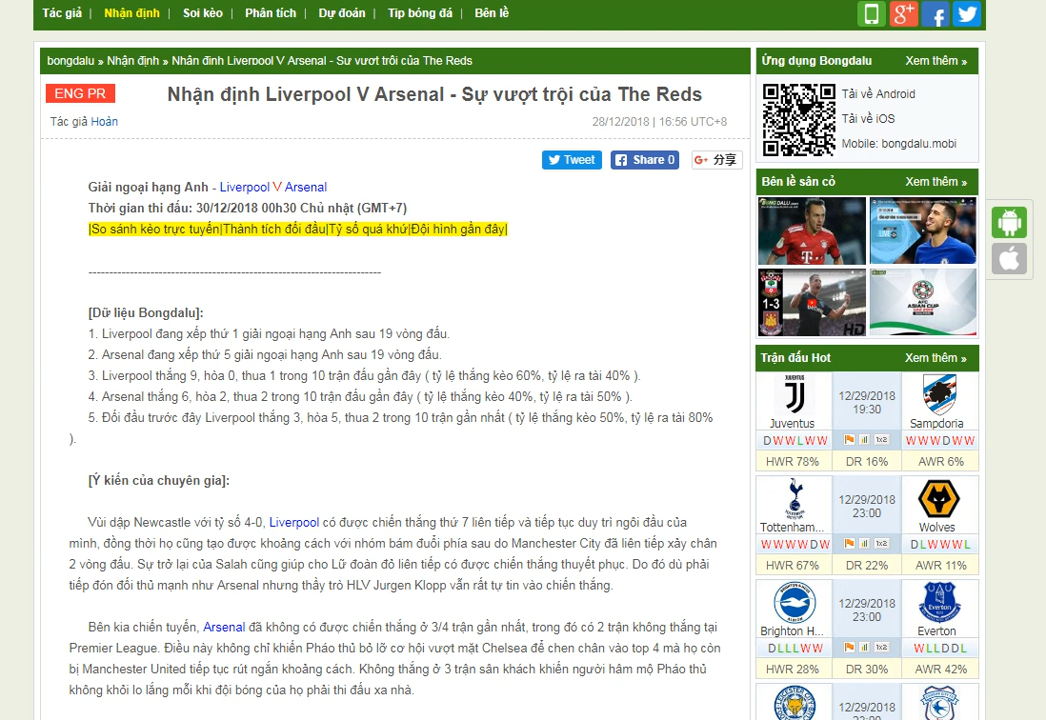 Tác giả | Nhận định | Soi kèo | Phân tích | Dự đoán | Tip bóng đá | Bên lề
bongdalu » Nhận định » Nhân đinh Liverpool V Arsenal - Sư vươt trôi của The Reds
ENG PR
Nhận định Liverpool V Arsenal - Sự vượt trội của The Reds
Tác giả Hoán
28/12/2018 | 16:56 UTC+8
Tweet
Share 0
G+ 分享
Giải ngoại hạng Anh - Liverpool V Arsenal
Thời gian thi đấu: 30/12/2018 00h30 Chủ nhật (GMT+7)
|So sánh kèo trực tuyến|Thành tích đối đầu|Tỷ số quá khứ|Đội hình gần đây|
[Dữ liệu Bongdalu]:
1. Liverpool đang xếp thứ 1 giải ngoại hạng Anh sau 19 vòng đấu.
2. Arsenal đang xếp thứ 5 giải ngoại hạng Anh sau 19 vòng đấu.
3. Liverpool thắng 9, hòa 0, thua 1 trong 10 trận đấu gần đây ( tỷ lệ thắng kèo 60%, tỷ lệ ra tài 40% ).
4. Arsenal thắng 6, hòa 2, thua 2 trong 10 trận đấu gần đây ( tỷ lệ thắng kèo 40%, tỷ lệ ra tài 50% ).
5. Đối đầu trước đây Liverpool thắng 3, hòa 5, thua 2 trong 10 trận gần nhất ( tỷ lệ thắng kèo 50%, tỷ lệ ra tài 80%
).
[Ý kiến của chuyên gia]:
Vùi dập Newcastle với tỷ số 4-0, Liverpool có được chiến thắng thứ 7 liên tiếp và tiếp tục duy trì ngôi đầu của
mình, đồng thời họ cũng tạo được khoảng cách với nhóm bám đuổi phía sau do Manchester City đã liên tiếp xảy chân
2 vòng đấu. Sự trở lại của Salah cũng giúp cho Lữ đoàn đỏ liên tiếp có được chiến thắng thuyết phục. Do đó dù phải
tiếp đón đối thủ mạnh như Arsenal nhưng thầy trò HLV Jurgen Klopp vẫn rất tự tin vào chiến thắng.
Bên kia chiến tuyến, Arsenal đã không có được chiến thắng ở 3/4 trận gần nhất, trong đó có 2 trận không thắng tại
Premier League. Điều này không chỉ khiến Pháo thủ bỏ lỡ cơ hội vượt mặt Chelsea để chen chân vào top 4 mà họ còn
bị Manchester United tiếp tục rút ngắn khoảng cách. Không thắng ở 3 trận sân khách khiến người hâm mộ Pháo thủ
không khỏi lo lắng mỗi khi đội bóng của họ phải thi đấu xa nhà.
Ứng dụng Bongdalu Xem thêm »
Tải về Android
Tải về iOS
Mobile: bongdalu.mobi
Bên lề sân cỏ Xem thêm »
1-3
HD
AFC
ASIAN CUP
Trận đấu Hot Xem thêm »
JUVENTUS
12/29/2018
19:30
Juventus Sampdoria
DWWLWW 1x2 WWWDWW
HWR 78% DR 16% AWR 6%
12/29/2018
23:00
Tottenham... Wolves
WWWWDW 1x2 DLWWWL
HWR 67% DR 22% AWR 11%
12/29/2018
23:00
Brighton H... Everton
DLLLWW 1x2 WLLDDL
HWR 28% DR 30% AWR 42%
12/29/2018